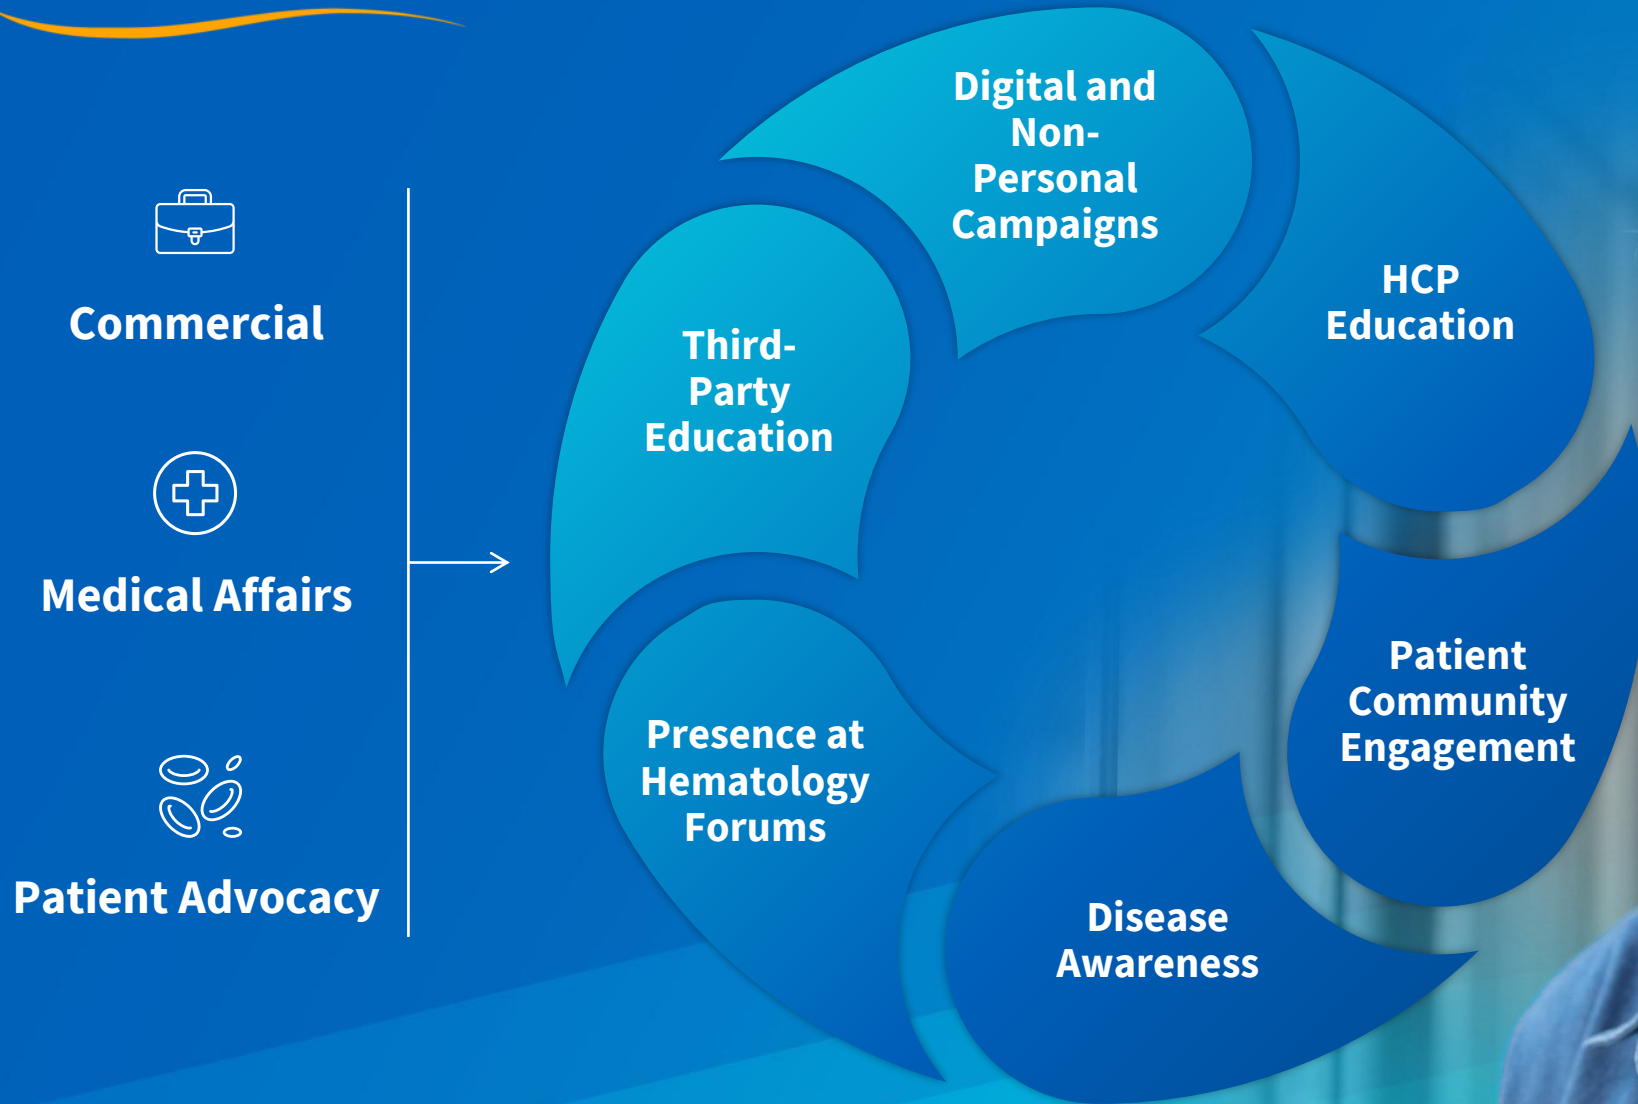 Commercial
Medical Affairs
Patient Advocacy
Digital and
Non-
Personal
Campaigns
HCP
Education
Third-
Party
Education
Patient
Community
Engagement
Presence at
Hematology
Forums
Disease
Awareness